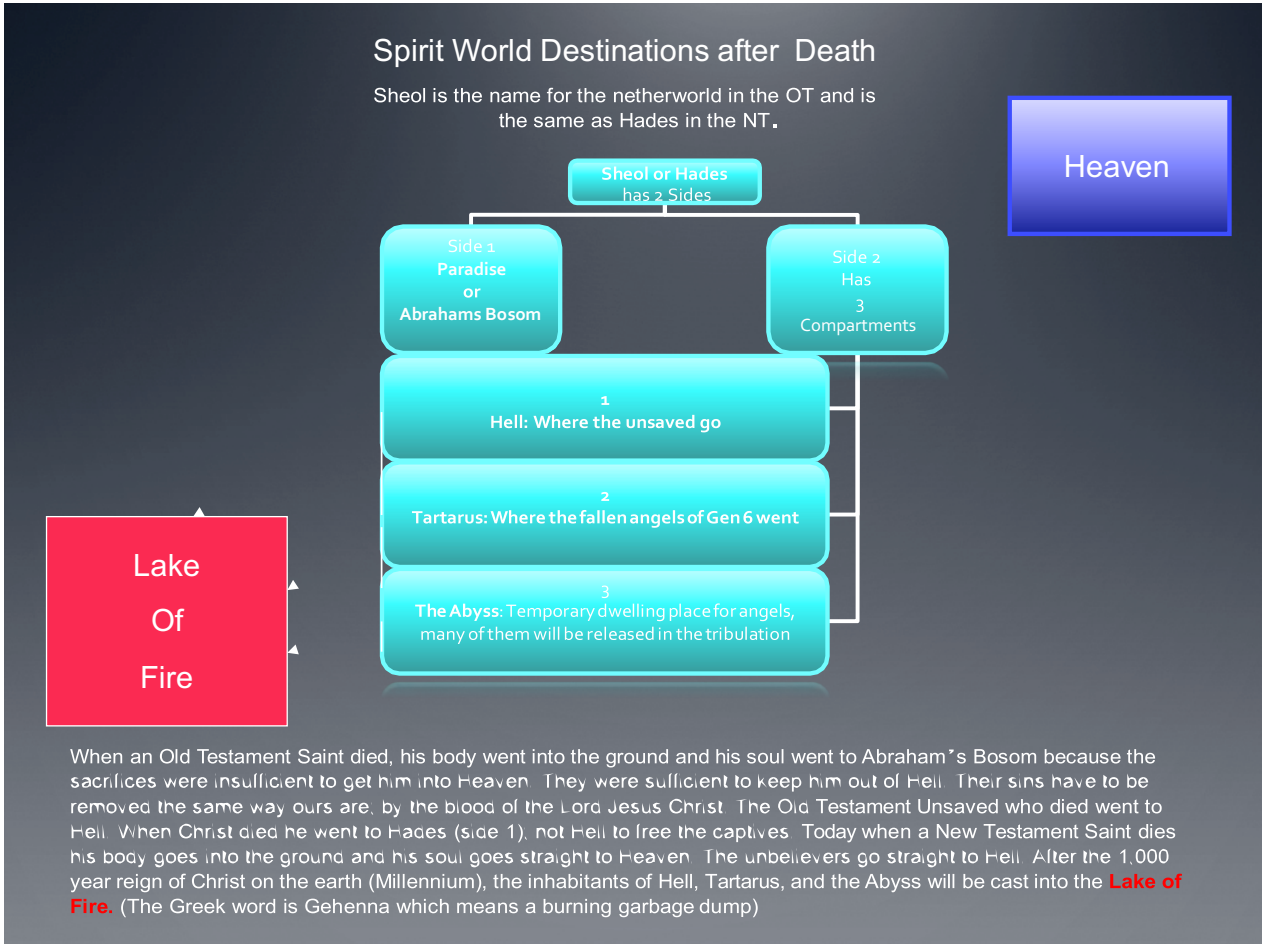 Spirit World Destinations after Death
Sheol is the name for the netherworld in the OT and is
the same as Hades in the NT.
Heaven
Sheol or Hades
has 2 Sides
Side 1
Paradise
or
Abrahams Bosom
Side 2
Has
3
Compartments
1
Hell: Where the unsaved go
2
Tartarus: Where the fallen angels of Gen 6 went
3
The Abyss: Temporary dwelling place for angels,
many of them will be released in the tribulation
Lake
Of
Fire
When an Old Testament Saint died, his body went into the ground and his soul went to Abraham’s Bosom because the
sacrifices were insufficient to get him into Heaven. They were sufficient to keep him out of Hell. Their sins have to be
removed the same way ours are; by the blood of the Lord Jesus Christ. The Old Testament Unsaved who died went to
Hell. When Christ died he went to Hades (side 1), not Hell to free the captives. Today when a New Testament Saint dies
his body goes into the ground and his soul goes straight to Heaven. The unbelievers go straight to Hell. After the 1,000
year reign of Christ on the earth (Millennium), the inhabitants of Hell, Tartarus, and the Abyss will be cast into the Lake of
Fire. (The Greek word is Gehenna which means a burning garbage dump)